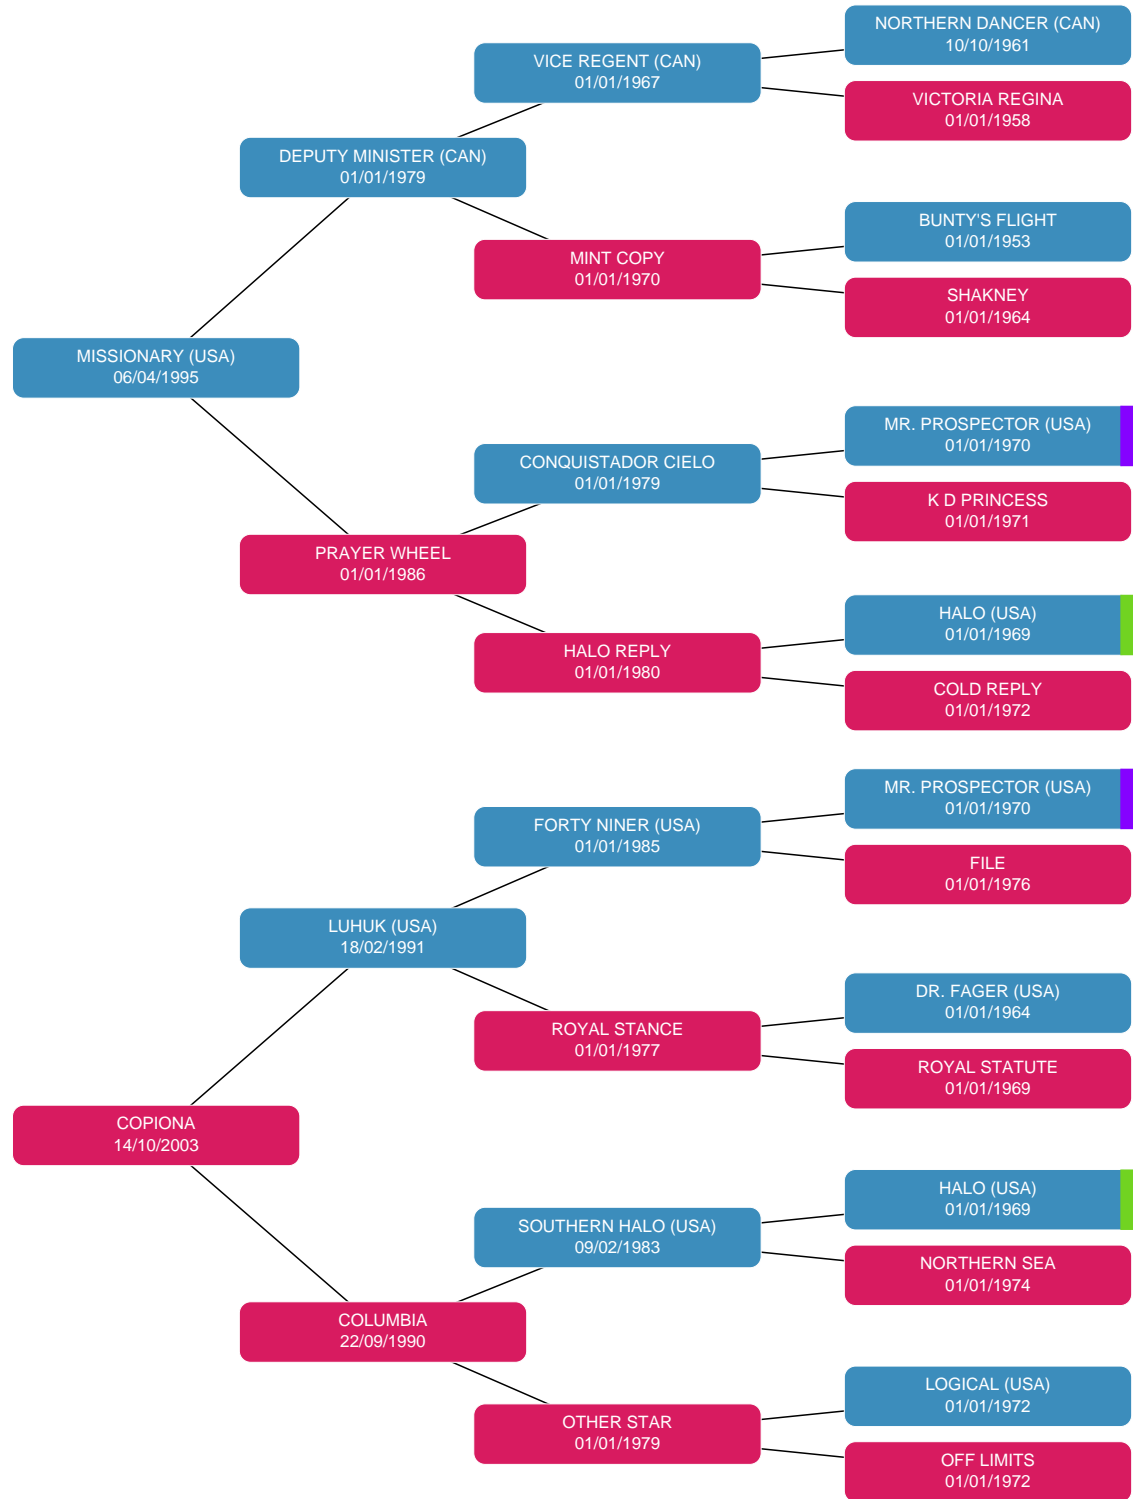 NORTHERN DANCER (CAN)
10/10/1961
VICE REGENT (CAN)
01/01/1967
VICTORIA REGINA
01/01/1958
DEPUTY MINISTER (CAN)
01/01/1979
BUNTY'S FLIGHT
01/01/1953
MINT COPY
01/01/1970
SHAKNEY
01/01/1964
MISSIONARY (USA)
06/04/1995
MR. PROSPECTOR (USA)
01/01/1970
CONQUISTADOR CIELO
01/01/1979
K D PRINCESS
01/01/1971
PRAYER WHEEL
01/01/1986
HALO (USA)
01/01/1969
HALO REPLY
01/01/1980
COLD REPLY
01/01/1972
MR. PROSPECTOR (USA)
01/01/1970
FORTY NINER (USA)
01/01/1985
FILE
01/01/1976
LUHUK (USA)
18/02/1991
DR. FAGER (USA)
01/01/1964
ROYAL STANCE
01/01/1977
ROYAL STATUTE
01/01/1969
COPIONA
14/10/2003
HALO (USA)
01/01/1969
SOUTHERN HALO (USA)
09/02/1983
NORTHERN SEA
01/01/1974
COLUMBIA
22/09/1990
LOGICAL (USA)
01/01/1972
OTHER STAR
01/01/1979
OFF LIMITS
01/01/1972